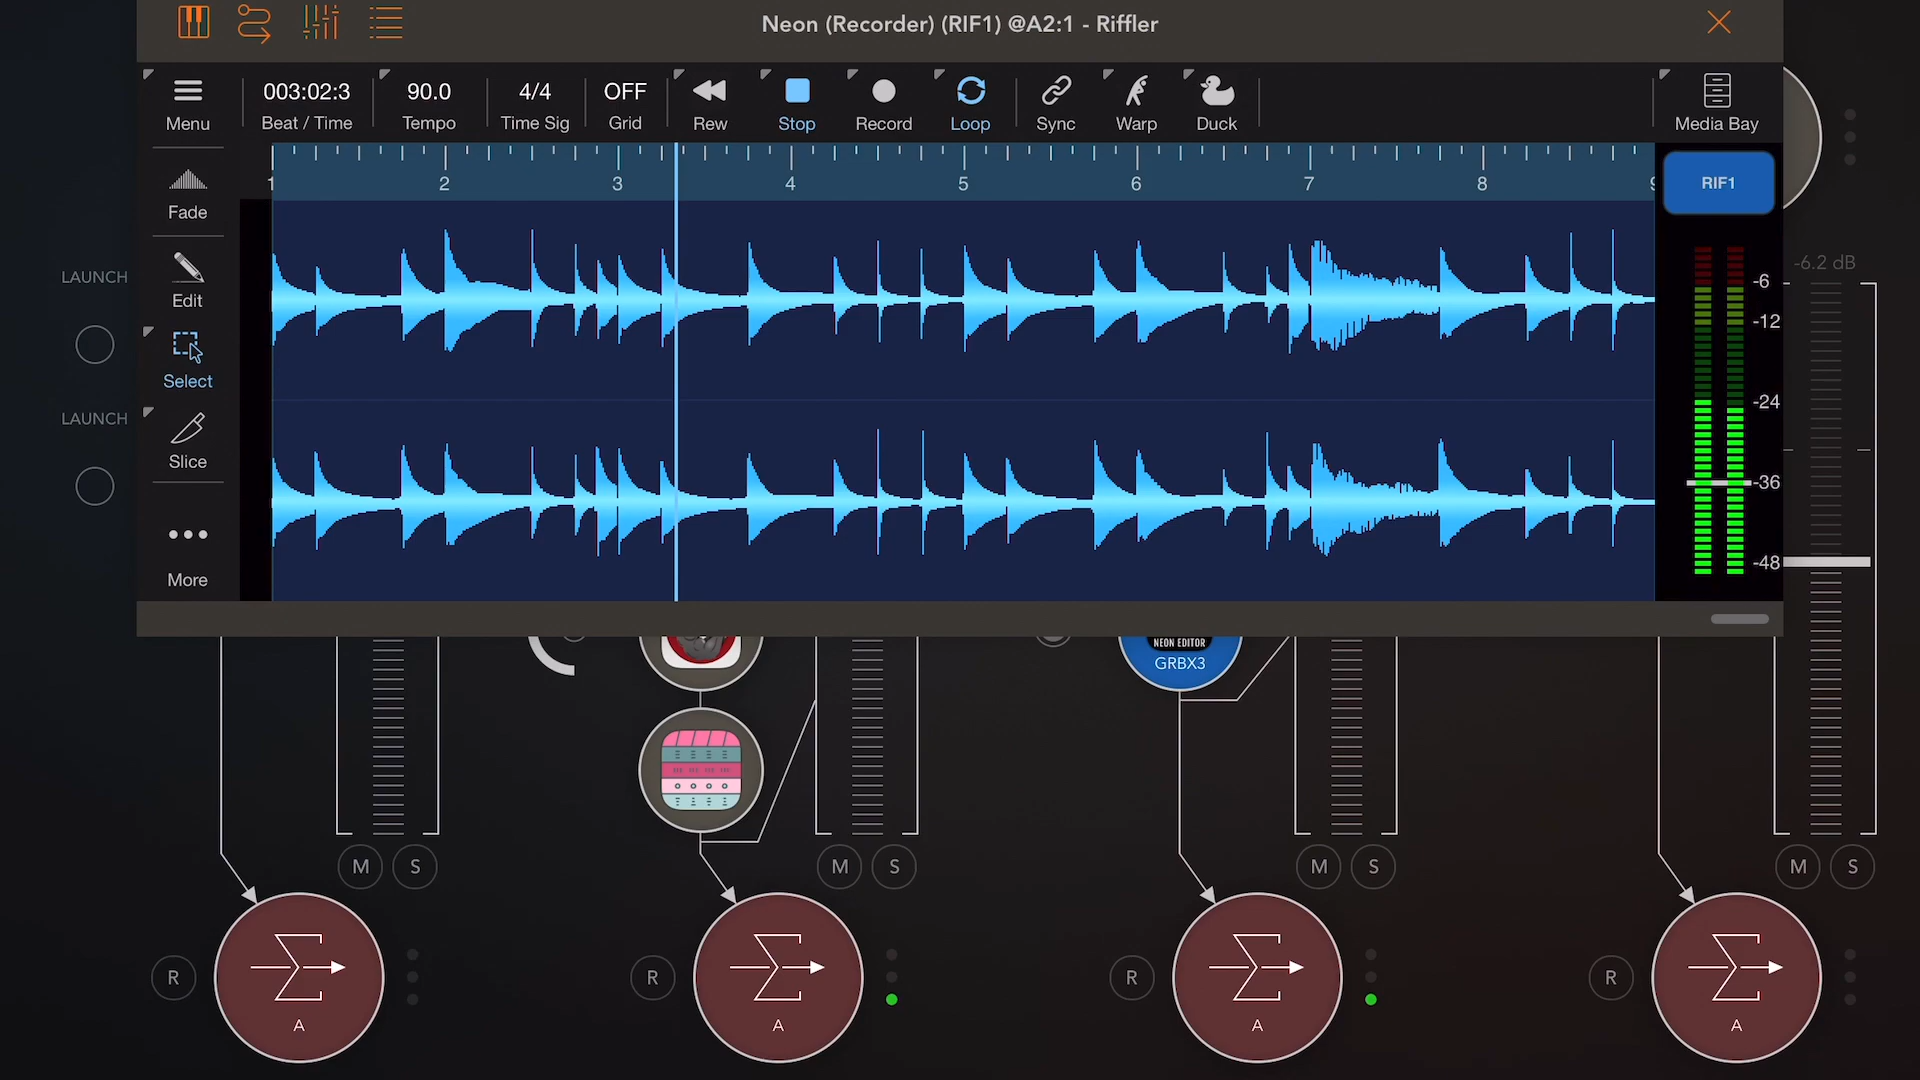 Neon (Recorder) (RIF1) @A2:1 - Riffler
Menu
003:02:3
Beat / Time
90.0
Tempo
4/4
Time Sig
OFF
Grid
Rew
Stop
Record
Loop
Sync
Warp
Duck
Media Bay
1 2 3 4 5 6 7 8 9
RIF1
Fade
Edit
Select
Slice
More
LAUNCH
LAUNCH
-6
-12
-24
-36
-48
-6.2 dB
NEON EDITOR
GRBX3
M S M S M S M S
R R R R
A A A A